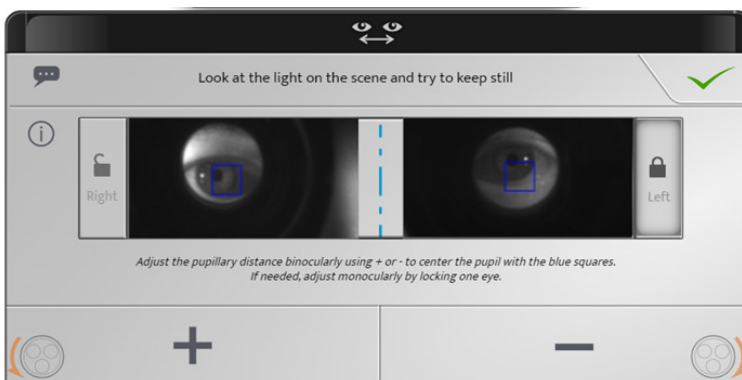 Look at the light on the scene and try to keep still
i
Right
Left
Adjust the pupillary distance binocularly using + or - to center the pupil with the blue squares.
If needed, adjust monocularly by locking one eye.
+ −